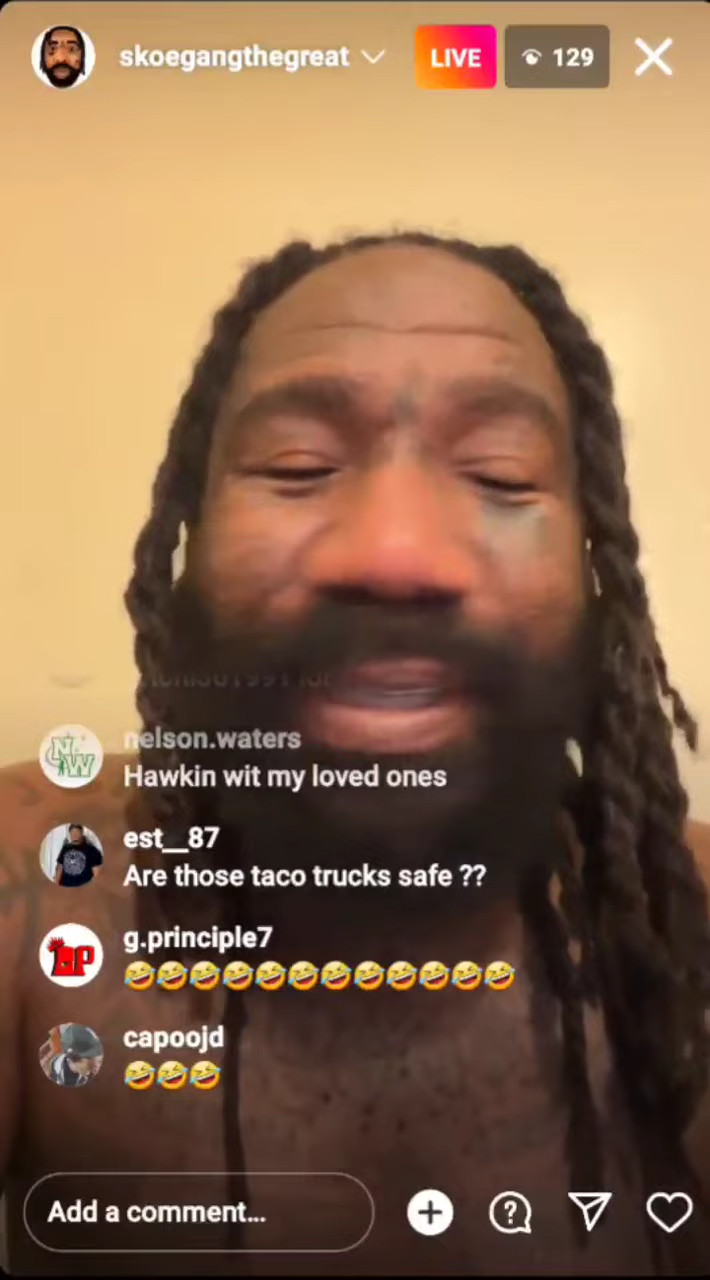 skoegangthegreat
LIVE
129
nelson.waters
Hawkin wit my loved ones
NW
est__87
Are those taco trucks safe ??
g.principle7
🤣🤣🤣🤣🤣🤣🤣🤣🤣🤣🤣🤣
capoojd
🤣🤣🤣
Add a comment...